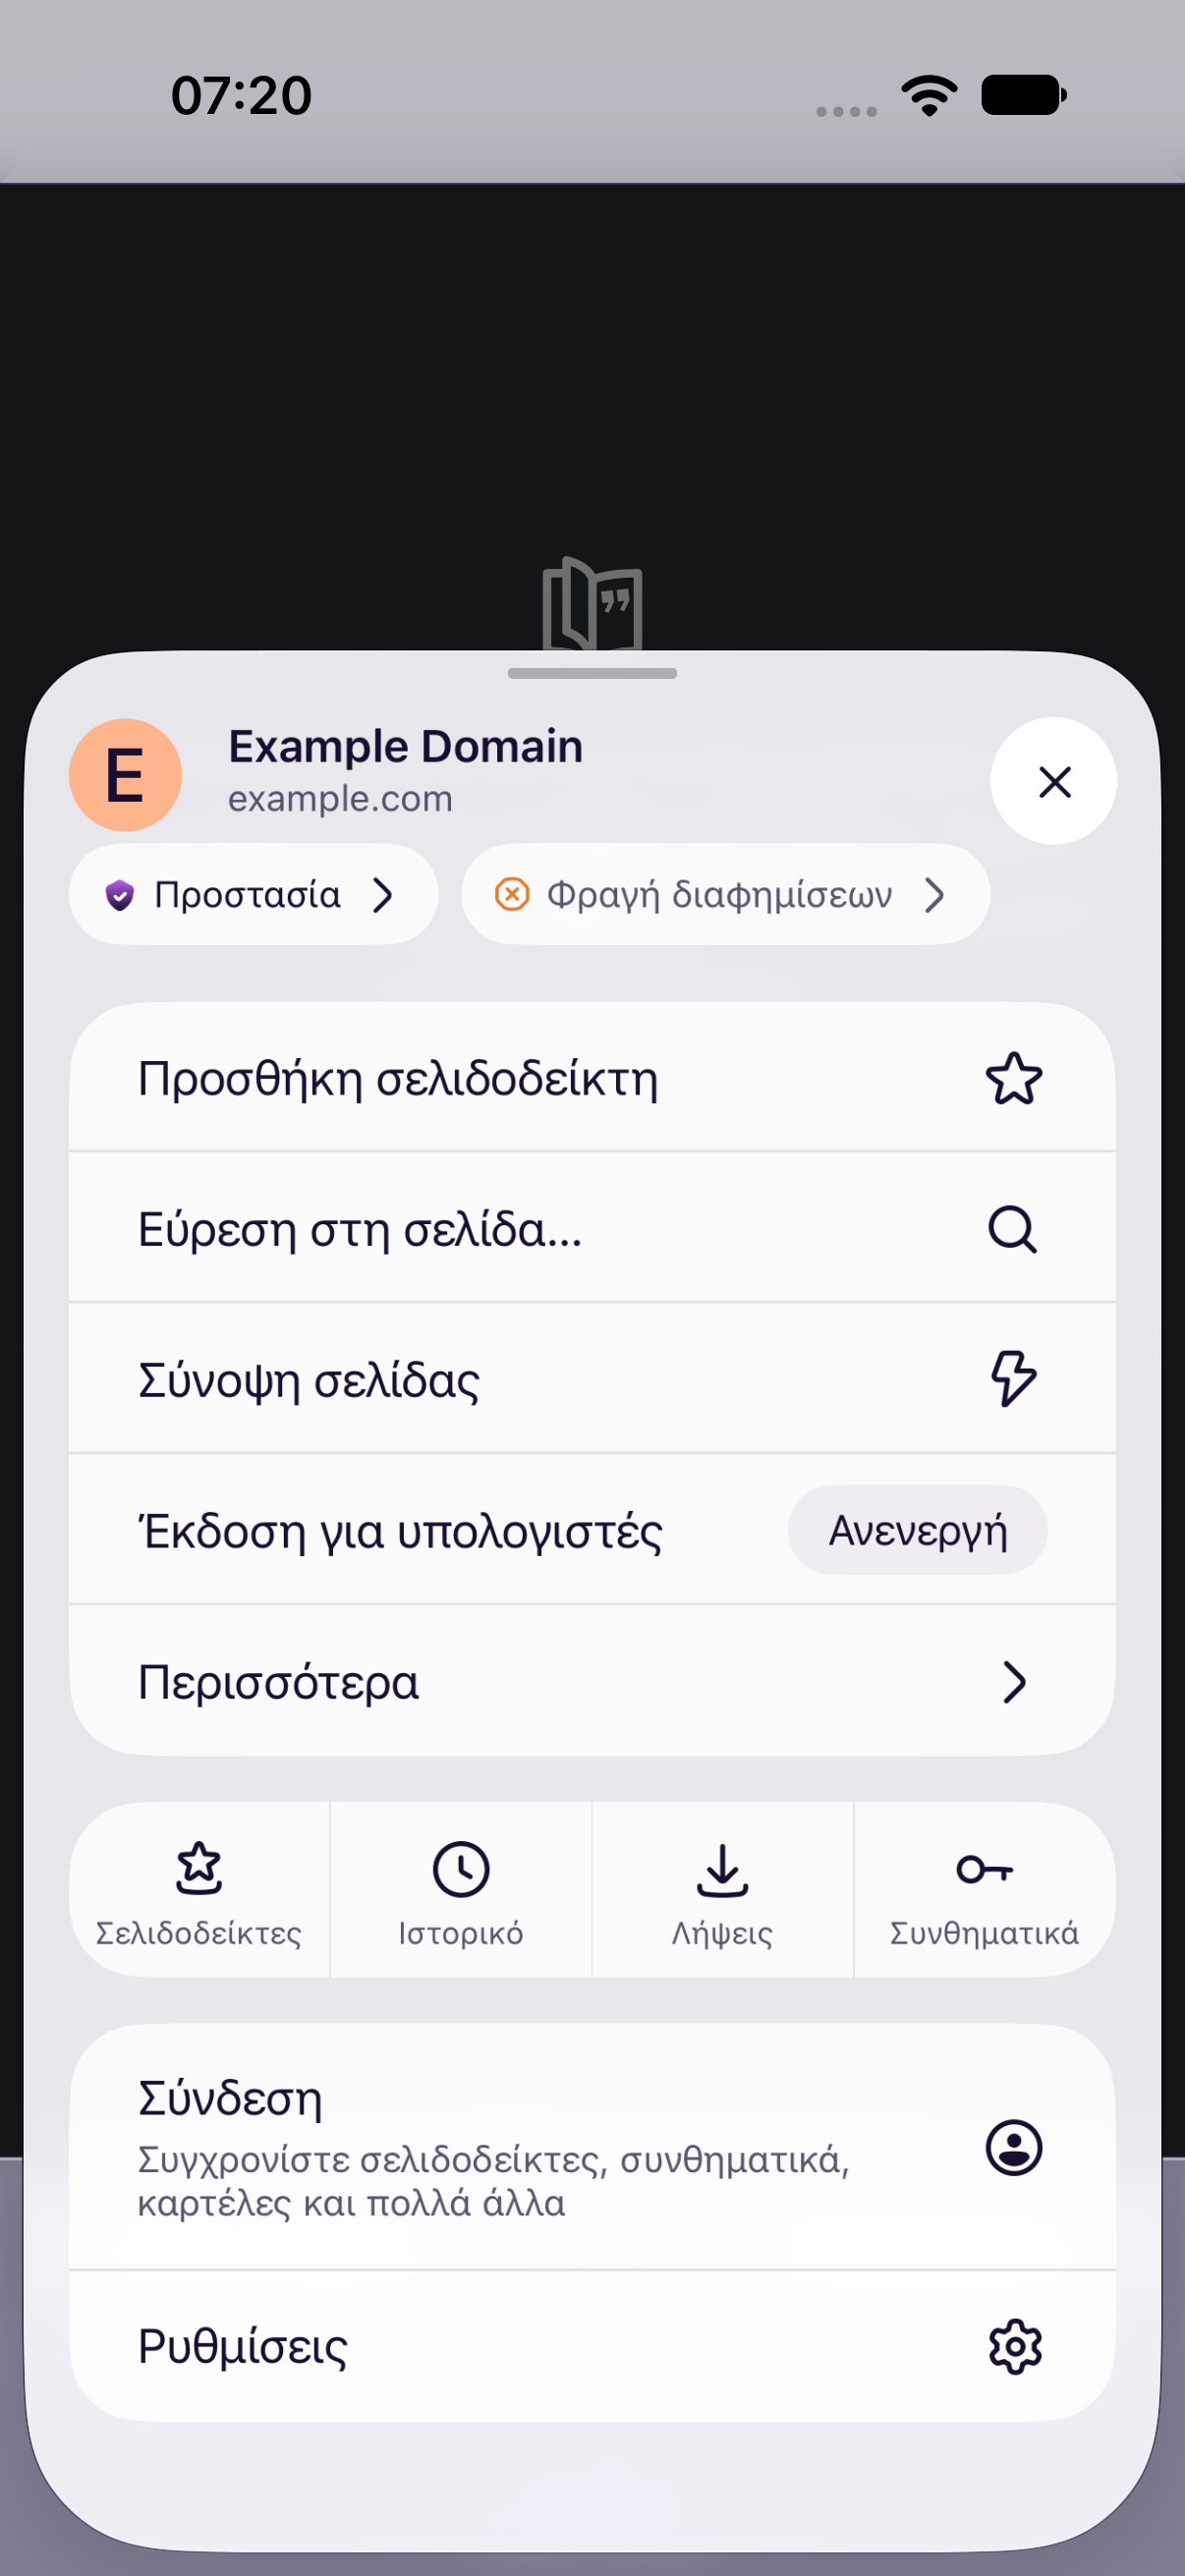 07:20
Example Domain
example.com
Προστασία
Φραγή διαφημίσεων
Προσθήκη σελιδοδείκτη
Εύρεση στη σελίδα…
Σύνοψη σελίδας
Έκδοση για υπολογιστές
Ανενεργή
Περισσότερα
Σελιδοδείκτες
Ιστορικό
Λήψεις
Συνθηματικά
Σύνδεση
Συγχρονίστε σελιδοδείκτες, συνθηματικά,
καρτέλες και πολλά άλλα
Ρυθμίσεις